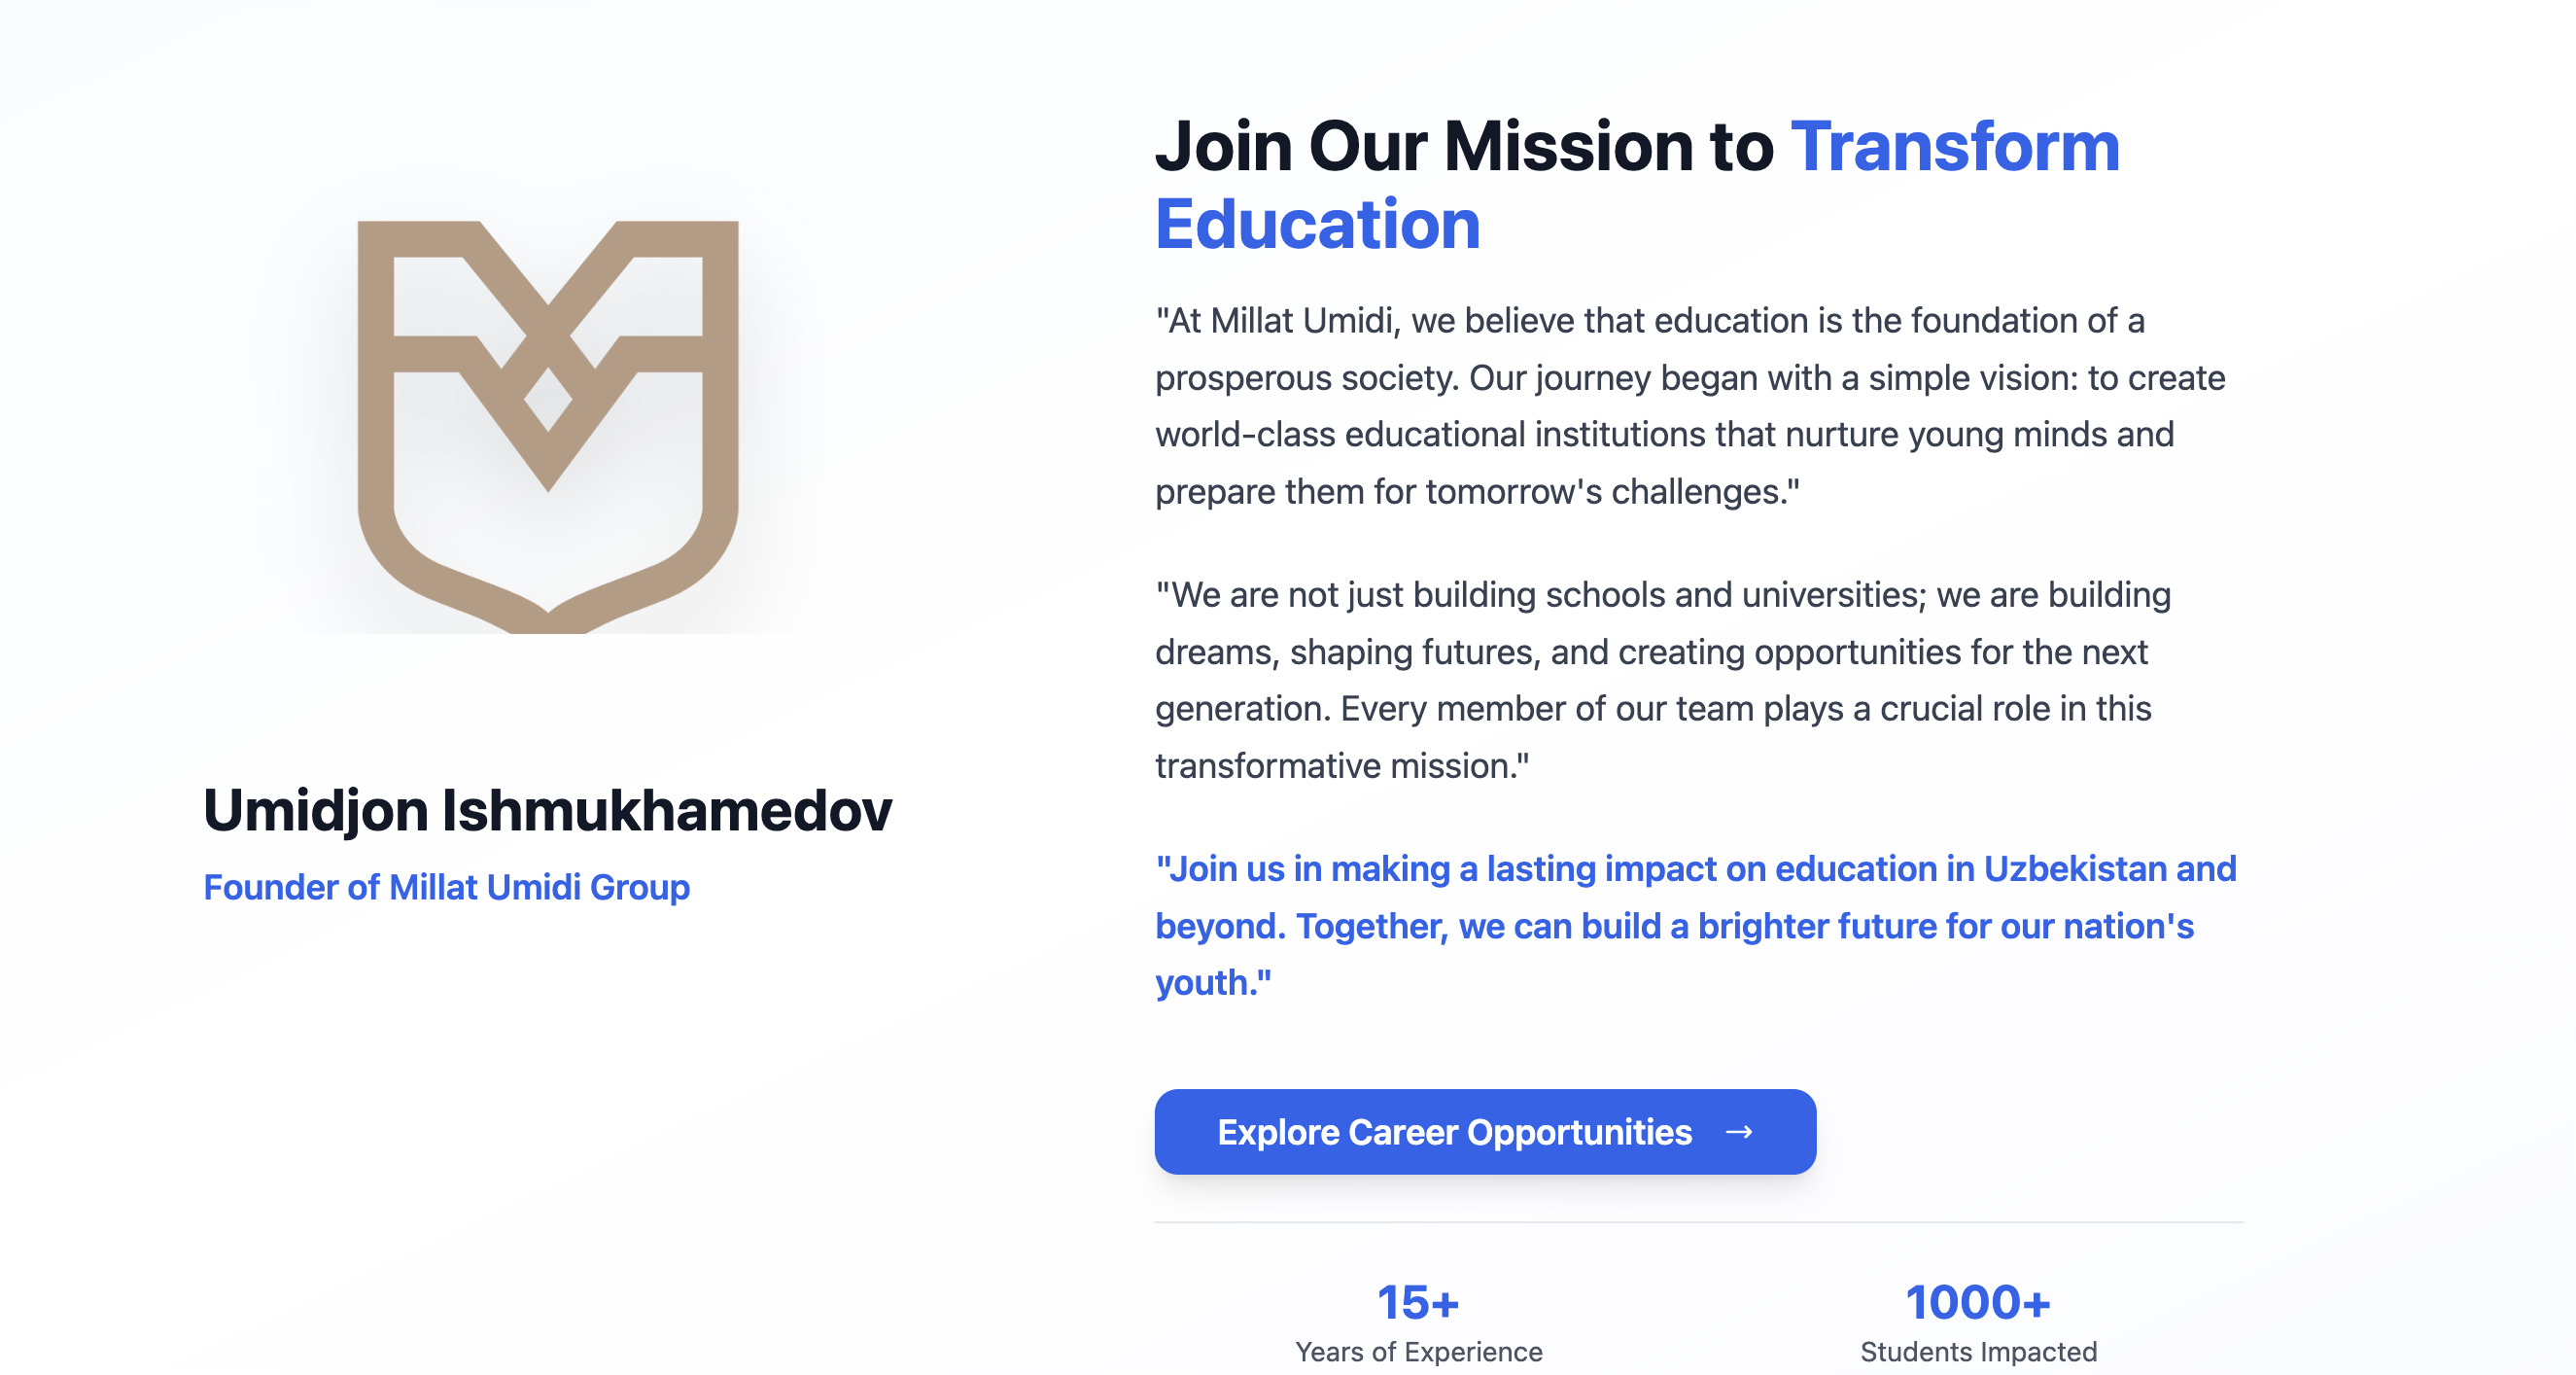 Umidjon Ishmukhamedov
Founder of Millat Umidi Group
Join Our Mission to Transform
Education
"At Millat Umidi, we believe that education is the foundation of a
prosperous society. Our journey began with a simple vision: to create
world-class educational institutions that nurture young minds and
prepare them for tomorrow's challenges."
"We are not just building schools and universities; we are building
dreams, shaping futures, and creating opportunities for the next
generation. Every member of our team plays a crucial role in this
transformative mission."
"Join us in making a lasting impact on education in Uzbekistan and
beyond. Together, we can build a brighter future for our nation's
youth."
Explore Career Opportunities →
15+
Years of Experience
1000+
Students Impacted